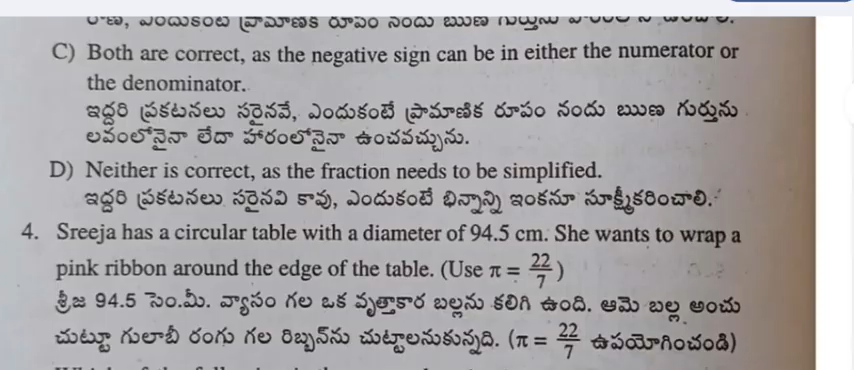 C) Both are correct, as the negative sign can be in either the numerator or
the denominator.
ఇద్దరి ప్రకటనలు సరైనవే, ఎందుకంటే ప్రామాణిక రూపం నందు ఋణ గుర్తును
లవంలోనైనా లేదా హారంలోనైనా ఉంచవచ్చును.
D) Neither is correct, as the fraction needs to be simplified.
ఇద్దరి ప్రకటనలు సరైనవి కావు, ఎందుకంటే భిన్నాన్ని ఇంకనూ సూక్ష్మీకరించాలి.
4. Sreeja has a circular table with a diameter of 94.5 cm. She wants to wrap a
pink ribbon around the edge of the table. (Use π = 22/7)
శ్రీజ 94.5 సెం.మీ. వ్యాసం గల ఒక వృత్తాకార బల్లను కలిగి ఉంది. ఆమె బల్ల అంచు
చుట్టూ గులాబీ రంగు గల రిబ్బన్‌ను చుట్టాలనుకున్నది. (π = 22/7 ఉపయోగించండి)